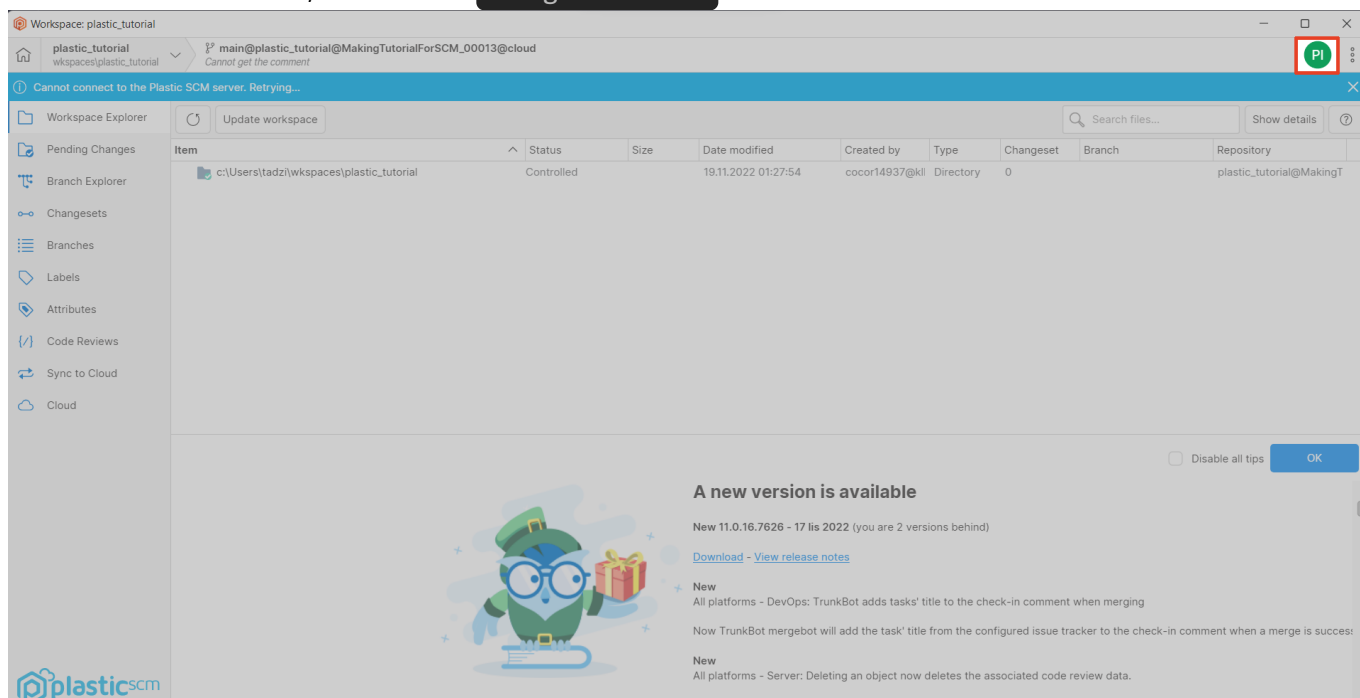 Workspace: plastic_tutorial
plastic_tutorial
wkspaces\plastic_tutorial
main@plastic_tutorial@MakingTutorialForSCM_00013@cloud
Cannot get the comment
PI
Cannot connect to the Plastic SCM server. Retrying...
Workspace Explorer
Update workspace
Search files...
Show details
Pending Changes
Item Status Size Date modified Created by Type Changeset Branch Repository
c:\Users\tadzi\wkspaces\plastic_tutorial Controlled 19.11.2022 01:27:54 cocor14937@kll Directory 0 plastic_tutorial@MakingT
Branch Explorer
Changesets
Branches
Labels
Attributes
Code Reviews
Sync to Cloud
Cloud
Disable all tips
OK
A new version is available
New 11.0.16.7626 - 17 lis 2022 (you are 2 versions behind)
Download - View release notes
New
All platforms - DevOps: TrunkBot adds tasks' title to the check-in comment when merging
Now TrunkBot mergebot will add the task' title from the configured issue tracker to the check-in comment when a merge is success
New
All platforms - Server: Deleting an object now deletes the associated code review data.
plasticscm